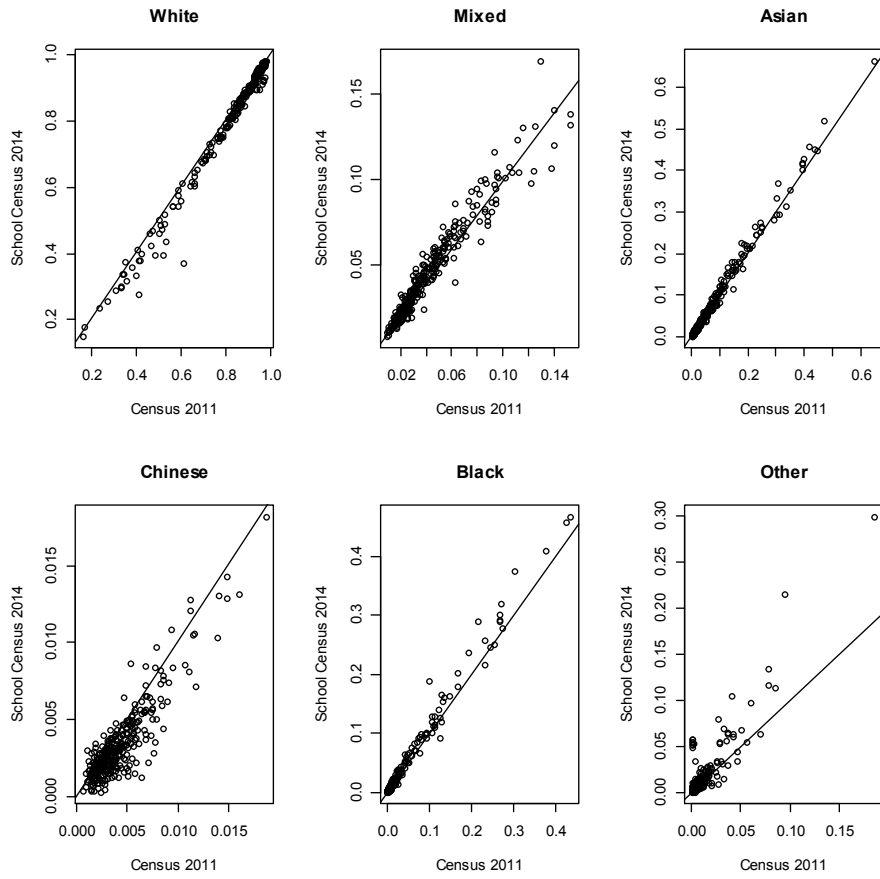 White
Mixed
Asian
School Census 2014
0.2 0.4 0.6 0.8 1.0
0.2 0.4 0.6 0.8 1.0
Census 2011
School Census 2014
0.05 0.10 0.15
0.02 0.06 0.10 0.14
Census 2011
School Census 2014
0.0 0.1 0.2 0.3 0.4 0.5 0.6
0.0 0.2 0.4 0.6
Census 2011
Chinese
Black
Other
School Census 2014
0.000 0.005 0.010 0.015
0.000 0.005 0.010 0.015
Census 2011
School Census 2014
0.0 0.1 0.2 0.3 0.4
0.0 0.1 0.2 0.3 0.4
Census 2011
School Census 2014
0.00 0.05 0.10 0.15 0.20 0.25 0.30
0.00 0.05 0.10 0.15
Census 2011